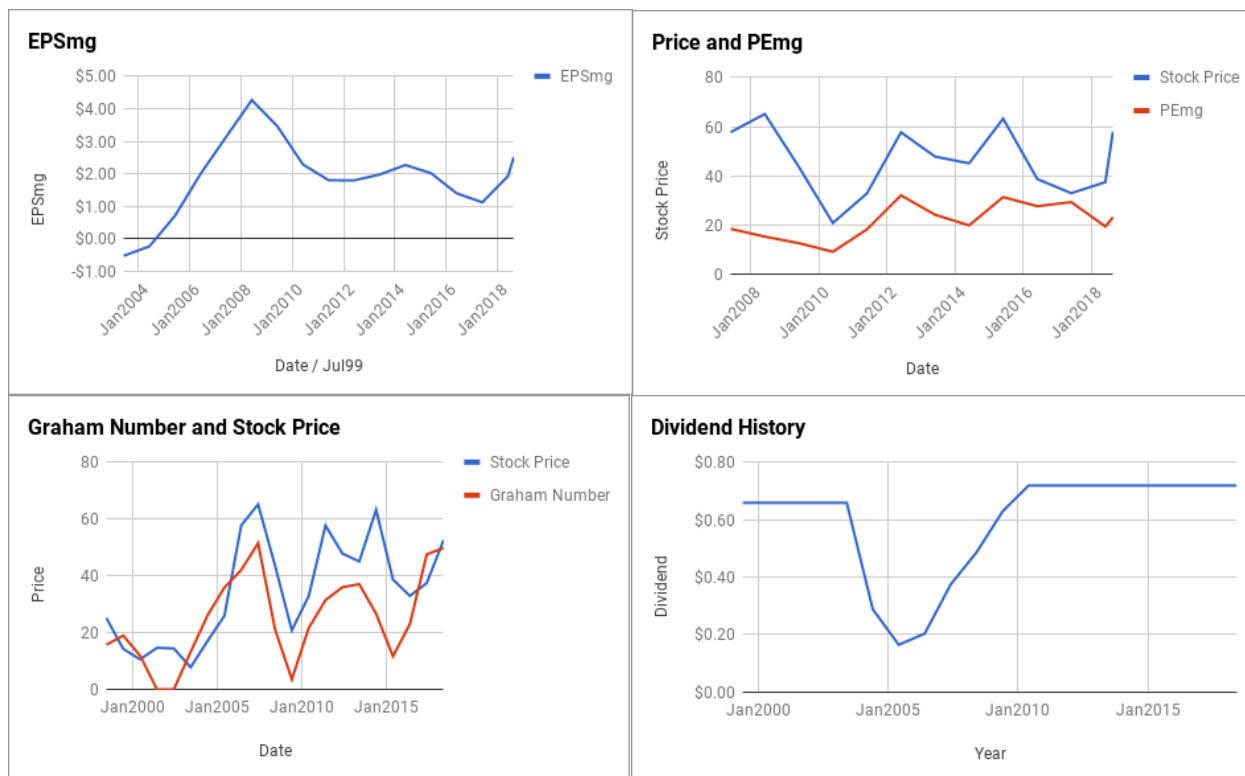 EPSmg
EPSmg
$5.00
$4.00
$3.00
$2.00
$1.00
$0.00
-$1.00
EPSmg
Jan2004
Jan2006
Jan2008
Jan2010
Jan2012
Jan2014
Jan2016
Jan2018
Date / Jul99
Price and PEmg
Stock Price
PEmg
80
60
40
20
0
Stock Price
Jan2008
Jan2010
Jan2012
Jan2014
Jan2016
Jan2018
Date
Graham Number and Stock Price
Stock Price
Graham Number
80
60
40
20
0
Price
Jan2000
Jan2005
Jan2010
Jan2015
Date
Dividend History
$0.80
$0.60
$0.40
$0.20
$0.00
Dividend
Jan2000
Jan2005
Jan2010
Jan2015
Year